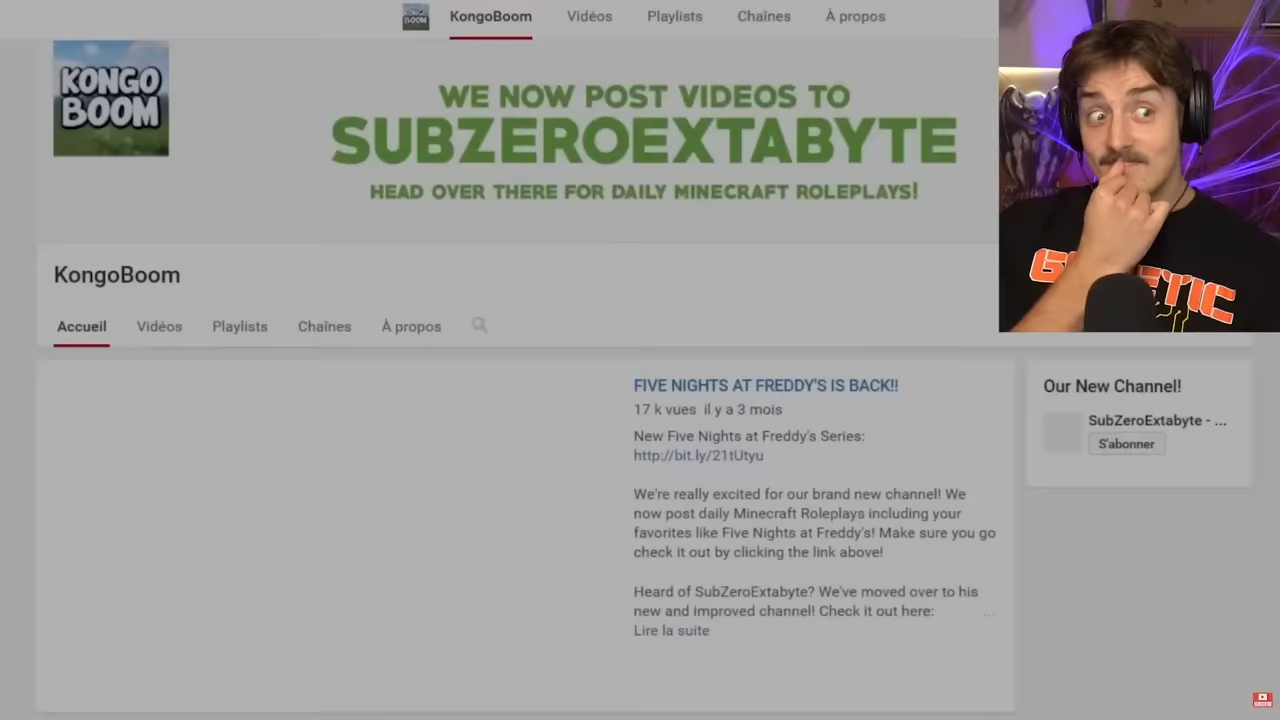 KongoBoom
Vidéos
Playlists
Chaînes
À propos
KONGO
BOOM
WE NOW POST VIDEOS TO
SUBZEROEXTABYTE
HEAD OVER THERE FOR DAILY MINECRAFT ROLEPLAYS!
KongoBoom
Accueil
Vidéos
Playlists
Chaînes
À propos
FIVE NIGHTS AT FREDDY'S IS BACK!!
17 k vues il y a 3 mois
New Five Nights at Freddy's Series:
http://bit.ly/21tUtyu
We're really excited for our brand new channel! We
now post daily Minecraft Roleplays including your
favorites like Five Nights at Freddy's! Make sure you go
check it out by clicking the link above!
Heard of SubZeroExtabyte? We've moved over to his
new and improved channel! Check it out here: ...
Lire la suite
Our New Channel!
SubZeroExtabyte - ...
S'abonner